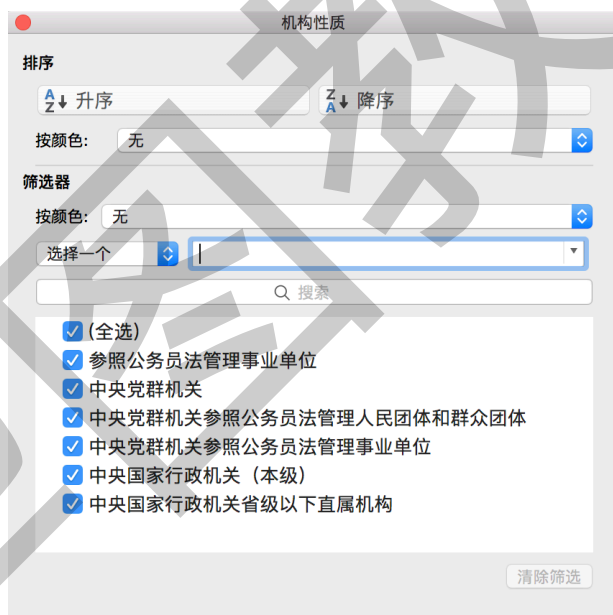 机构性质
排序
A
Z 升序
Z
A 降序
按颜色: 无
筛选器
按颜色: 无
选择一个
搜索
(全选)
参照公务员法管理事业单位
中央党群机关
中央党群机关参照公务员法管理人民团体和群众团体
中央党群机关参照公务员法管理事业单位
中央国家行政机关（本级）
中央国家行政机关省级以下直属机构
清除筛选